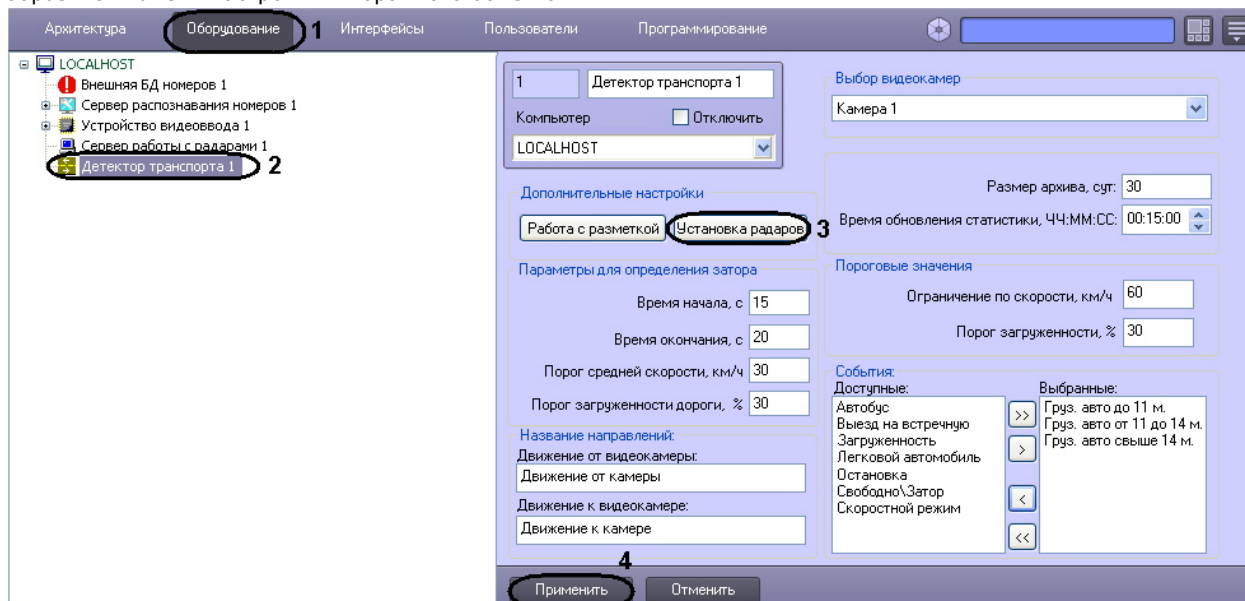 Архитектура Оборудование 1 Интерфейсы Пользователи Программирование
LOCALHOST
Внешняя БД номеров 1
Сервер распознавания номеров 1
Устройство видеоввода 1
Сервер работы с радарами 1
Детектор транспорта 1 2
1 Детектор транспорта 1
Компьютер Отключить
LOCALHOST
Дополнительные настройки
Работа с разметкой Установка радаров 3
Параметры для определения затора
Время начала, с 15
Время окончания, с 20
Порог средней скорости, км/ч 30
Порог загруженности дороги, % 30
Название направлений:
Движение от видеокамеры:
Движение от камеры
Движение к видеокамере:
Движение к камере
Выбор видеокамер
Камера 1
Размер архива, сут: 30
Время обновления статистики, ЧЧ:ММ:СС: 00:15:00
Пороговые значения
Ограничение по скорости, км/ч 60
Порог загруженности, % 30
События:
Доступные: Выбранные:
Автобус
Выезд на встречную
Загруженность
Легковой автомобиль
Остановка
Свободно\Затор
Скоростной режим
>>
>
<
<<
Груз. авто до 11 м.
Груз. авто от 11 до 14 м.
Груз. авто свыше 14 м.
4
Применить Отменить